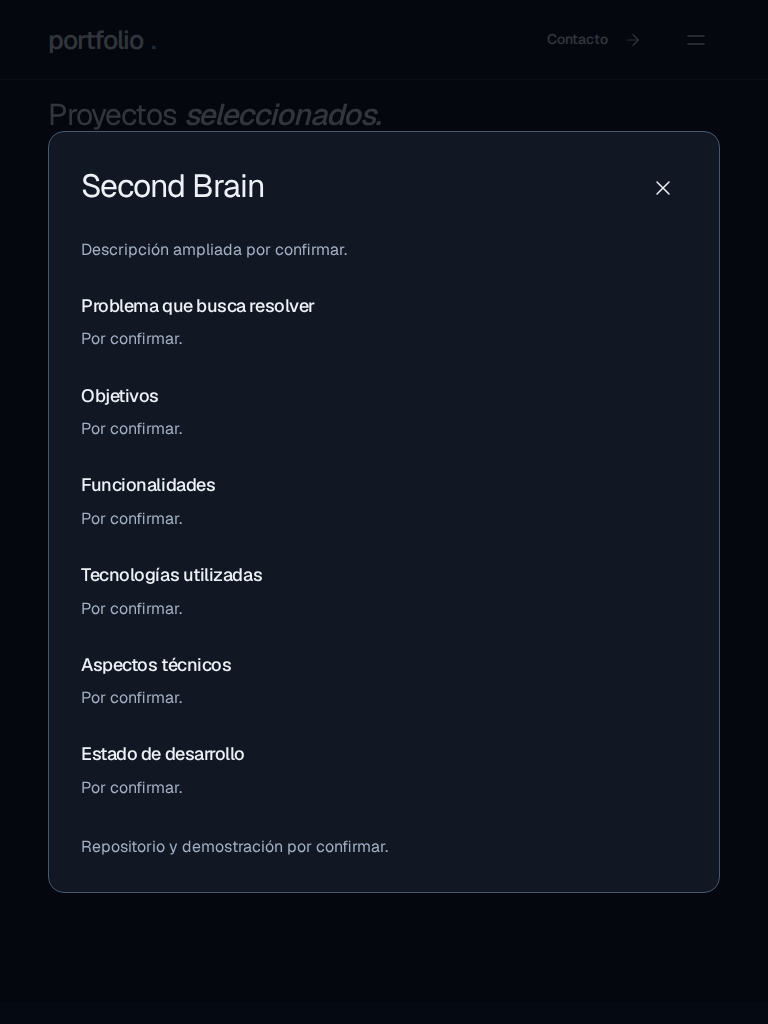 portfolio .
Contacto
Proyectos seleccionados.
Second Brain
Descripción ampliada por confirmar.
Problema que busca resolver
Por confirmar.
Objetivos
Por confirmar.
Funcionalidades
Por confirmar.
Tecnologías utilizadas
Por confirmar.
Aspectos técnicos
Por confirmar.
Estado de desarrollo
Por confirmar.
Repositorio y demostración por confirmar.